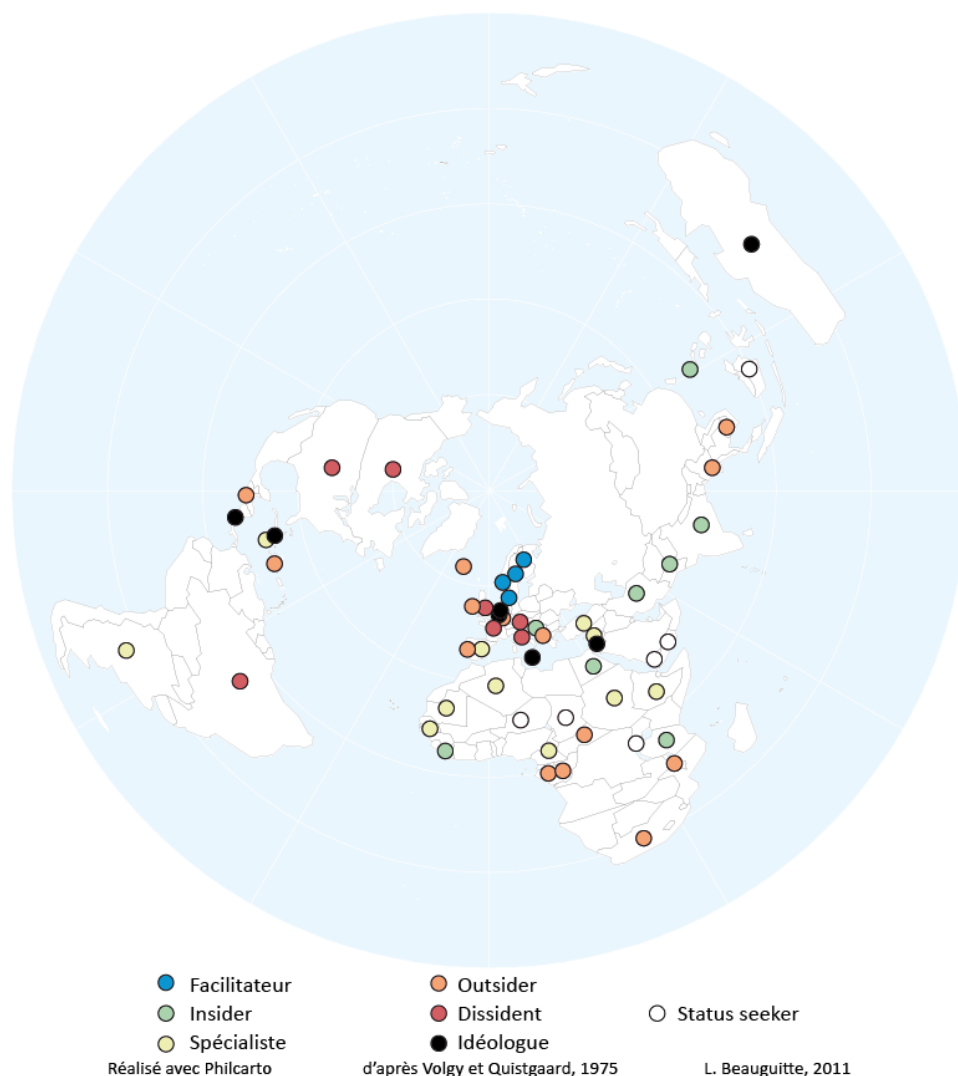 Facilitateur
Insider
Spécialiste
Outsider
Dissident
Idéologue
Status seeker
Réalisé avec Philcarto
d'après Volgy et Quistgaard, 1975
L. Beauguitte, 2011